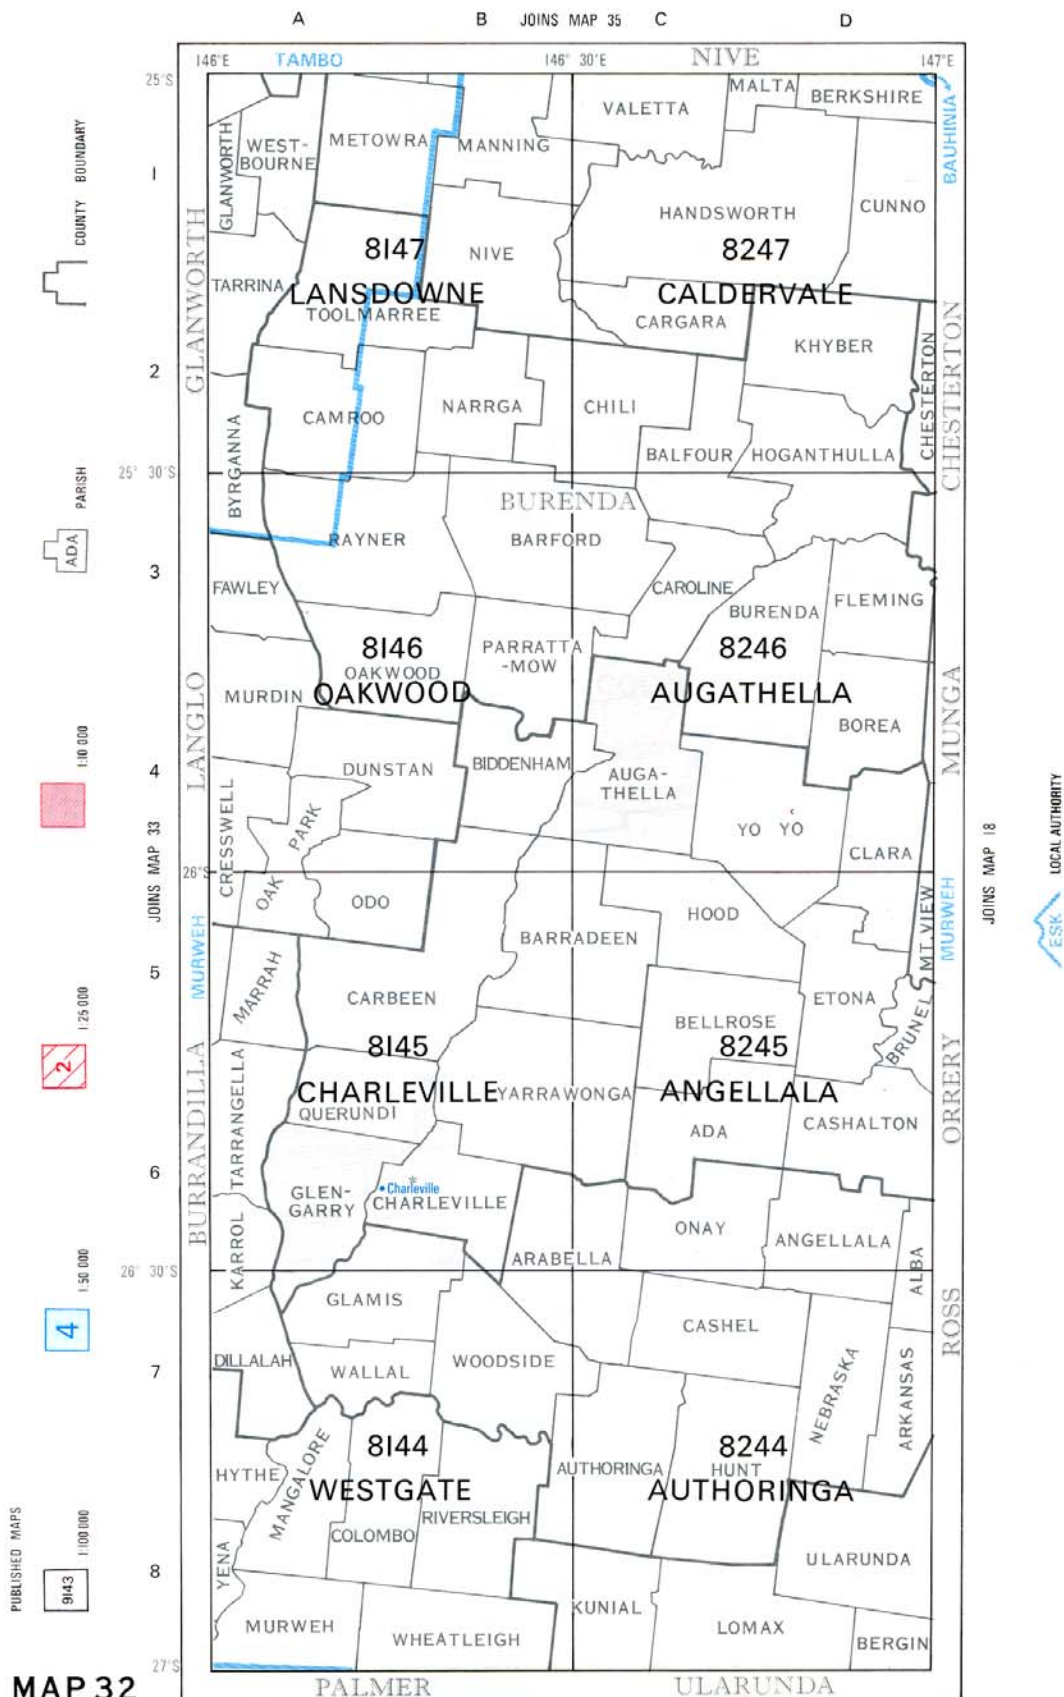 A
B
JOINS MAP 35
C
D
146°E
TAMBO
146° 30'E
NIVE
147°E
25°S
MALTA
BERKSHIRE
VALETTA
METOWRA
MANNING
WEST-
BOURNE
GLANWORTH
BAUHINIA
COUNTY BOUNDARY
1
HANDSWORTH
CUNNO
8147
NIVE
8247
GLANWORTH
TARRINA
LANSDOWNE
CALDERVALE
TOOLMARREE
CARGARA
KHYBER
CHESTERTON
CHESTERTON
2
CAMROO
NARRGA
CHILI
BALFOUR
HOGANTHULLA
BYRGANNA
25° 30'S
BURENDA
PARISH
ADA
RAYNER
BARFORD
3
FAWLEY
CAROLINE
BURENDA
FLEMING
8146
PARRATTA
-MOW
8246
OAKWOOD
OAKWOOD
AUGATHELLA
MURDIN
BOREA
LANGLO
MUNGA
1:10 000
4
DUNSTAN
BIDDENHAM
AUGA-
THELLA
CRESSWELL
OAK PARK
YO YO
CLARA
JOINS MAP 33
JOINS MAP 18
LOCAL AUTHORITY
ESK
26°S
ODO
HOOD
MURWEH
BARRADEEN
MT. VIEW
MURWEH
5
MARRAH
CARBEEN
ETONA
BELLROSE
BRUNEL
1:25 000
2
8145
8245
CHARLEVILLE
YARRAWONGA
ANGELLALA
QUERUNDI
ADA
CASHALTON
ORRERY
BURRANDILLA
TARRANGELLA
6
GLEN-
GARRY
Charleville
CHARLEVILLE
ONAY
ANGELLALA
ARABELLA
ALBA
KARROL
26° 30'S
1:50 000
4
GLAMIS
CASHEL
ROSS
DILLALAH
WALLAL
WOODSIDE
7
NEBRASKA
ARKANSAS
8144
8244
HYTHE
MANGALORE
AUTHORINGA
HUNT
WESTGATE
AUTHORINGA
COLOMBO
RIVERSLEIGH
PUBLISHED MAPS
1:100 000
9143
8
YENA
ULARUNDA
KUNIAL
MURWEH
WHEATLEIGH
LOMAX
BERGIN
27°S
MAP 32
PALMER
ULARUNDA